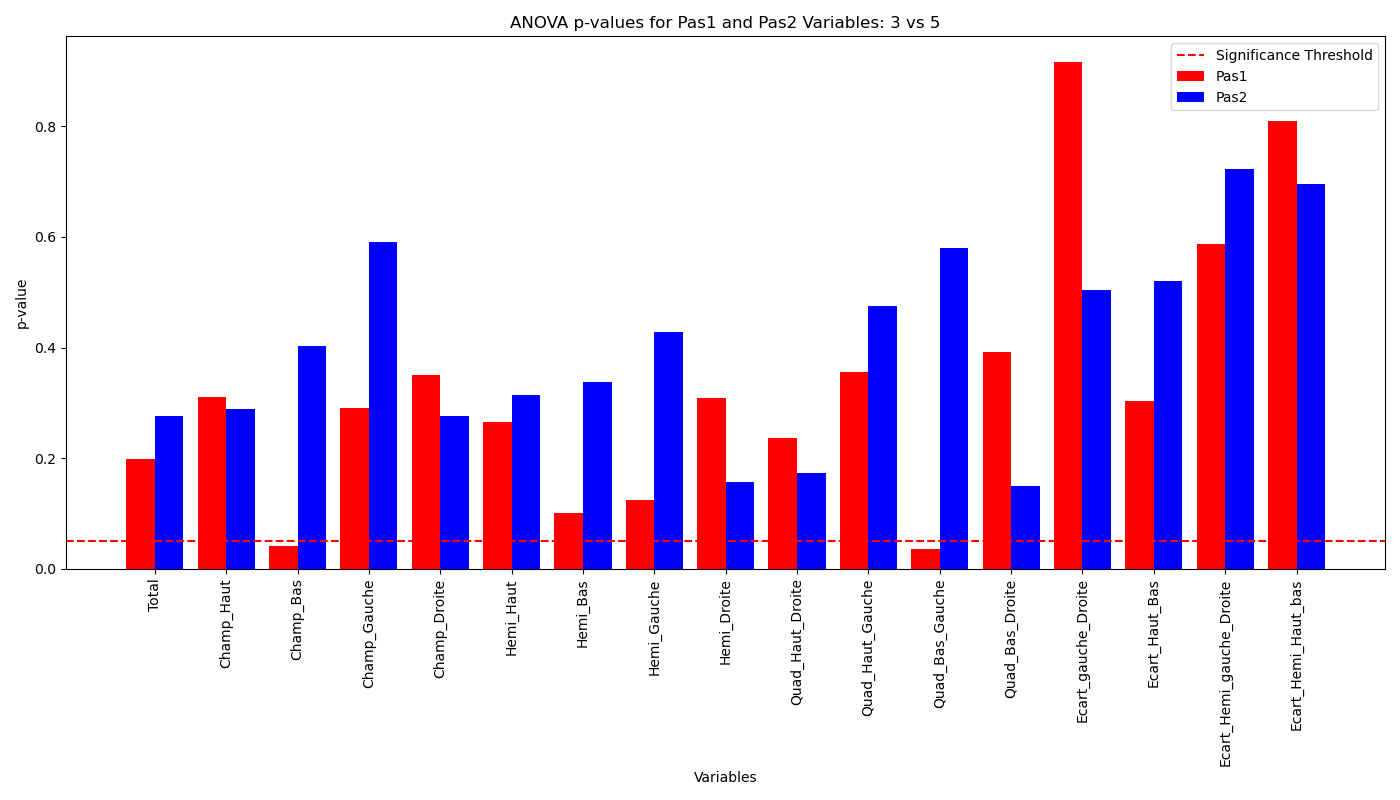 ANOVA p-values for Pas1 and Pas2 Variables: 3 vs 5
Significance Threshold
Pas1
Pas2
p-value
0.8
0.6
0.4
0.2
0.0
Total
Champ_Haut
Champ_Bas
Champ_Gauche
Champ_Droite
Hemi_Haut
Hemi_Bas
Hemi_Gauche
Hemi_Droite
Quad_Haut_Droite
Quad_Haut_Gauche
Quad_Bas_Gauche
Quad_Bas_Droite
Ecart_gauche_Droite
Ecart_Haut_Bas
Ecart_Hemi_gauche_Droite
Ecart_Hemi_Haut_bas
Variables